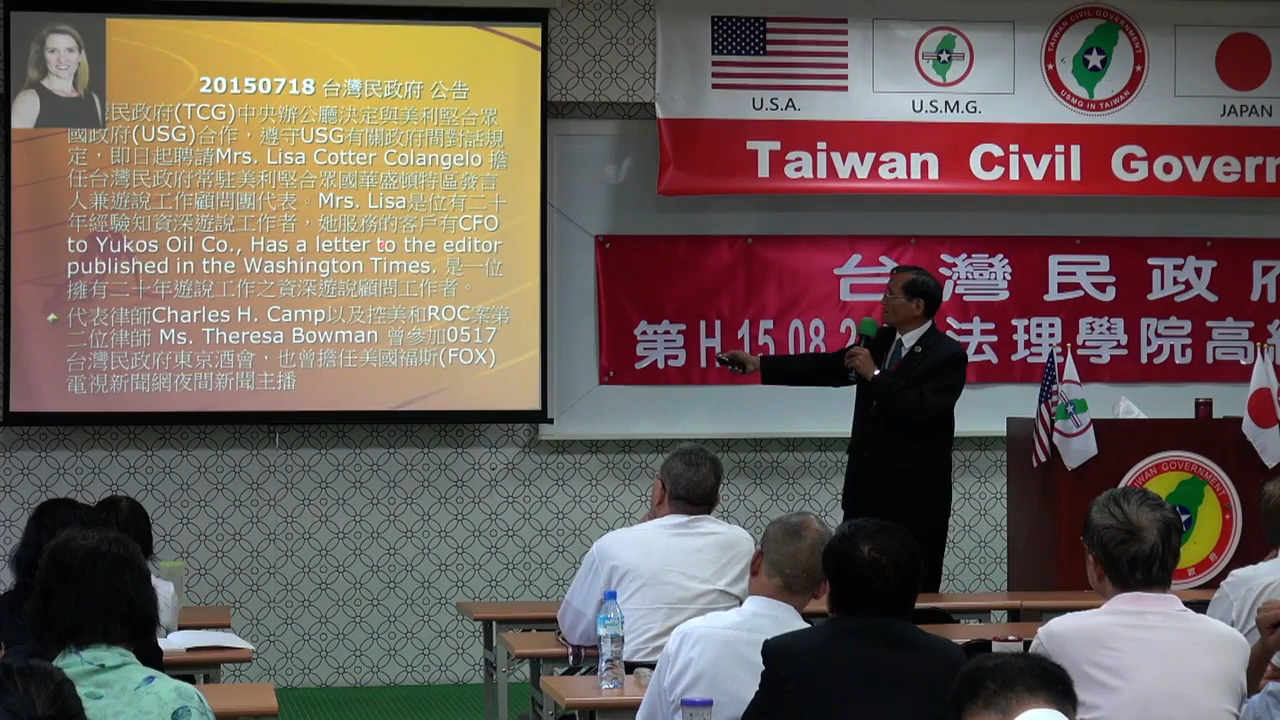 20150718 台灣民政府 公告
民政府(TCG)中央辦公廳決定與美利堅合眾
國政府(USG)合作，遵守USG有關政府間對話規
定，即日起聘請Mrs. Lisa Cotter Colangelo 擔
任台灣民政府常駐美利堅合眾國華盛頓特區發言
人兼遊說工作顧問團代表。Mrs. Lisa是位有二十
年經驗知資深遊說工作者，她服務的客戶有CFO
to Yukos Oil Co., Has a letter to the editor
published in the Washington Times. 是一位
擁有二十年遊說工作之資深遊說顧問工作者。
代表律師Charles H. Camp以及控美和ROC案第
二位律師 Ms. Theresa Bowman 曾參加0517
台灣民政府東京酒會，也曾擔任美國福斯(FOX)
電視新聞網夜間新聞主播
U.S.A.
U.S.M.G.
TAIWAN CIVIL GOVERNMENT
USMG IN TAIWAN
JAPAN
Taiwan Civil Govern
台灣民政府
第H.15.08.2 法理學院高
TAIWAN GOVERNMENT